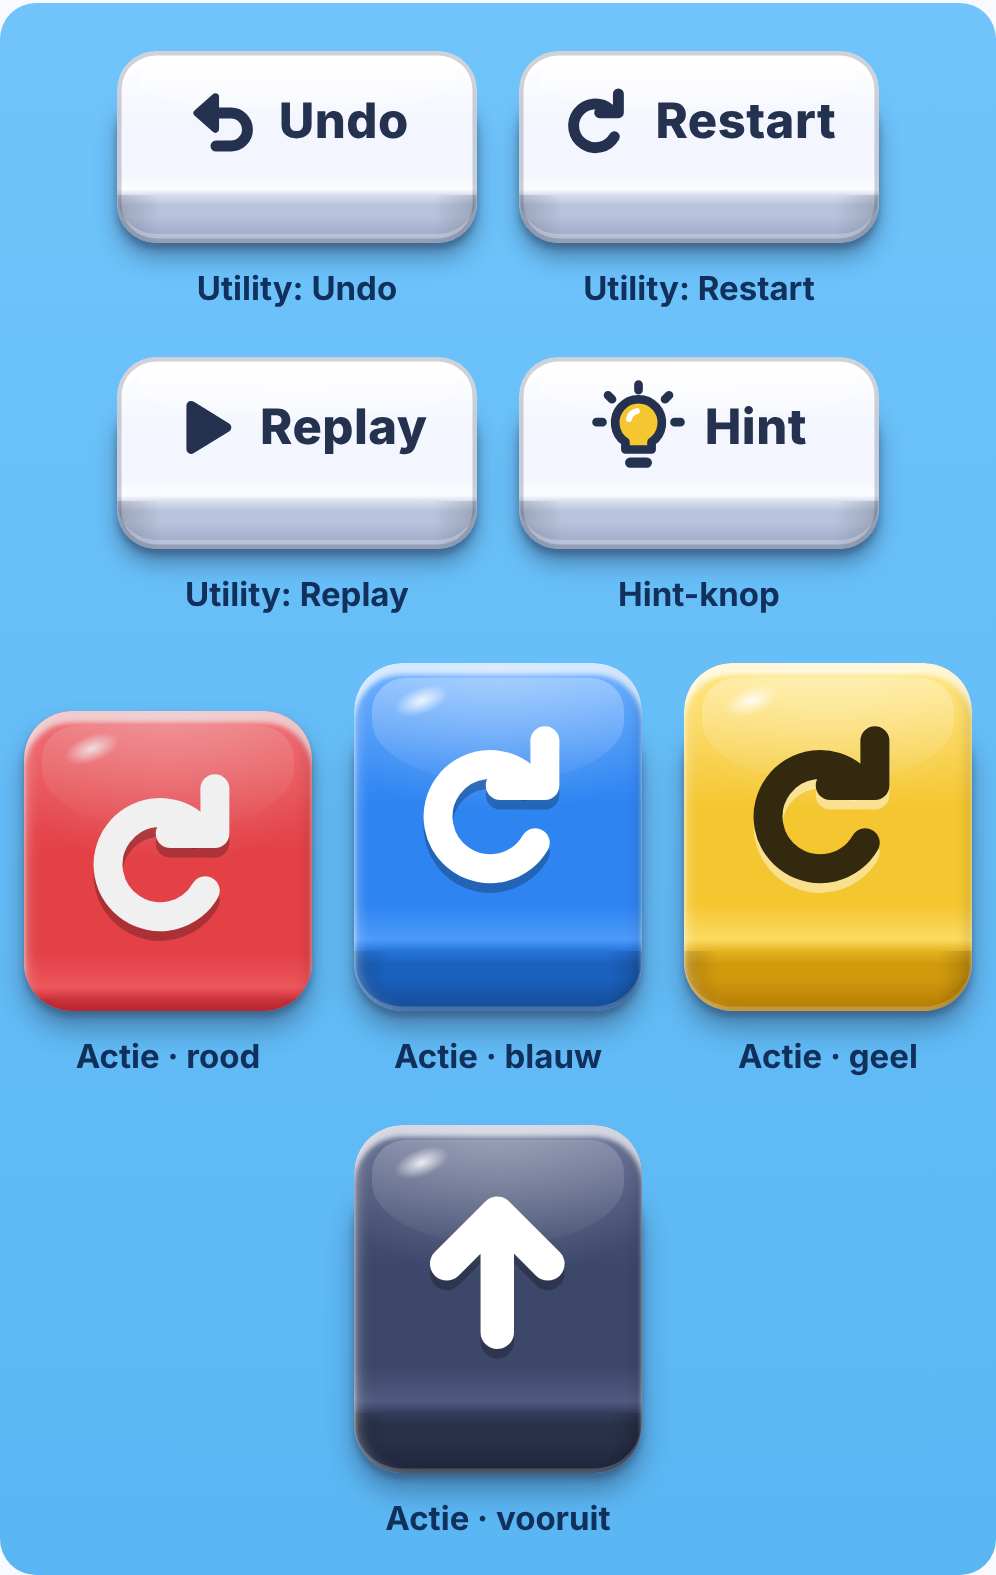 Undo
Restart
Utility: Undo
Utility: Restart
Replay
Hint
Utility: Replay
Hint-knop
Actie · rood
Actie · blauw
Actie · geel
Actie · vooruit